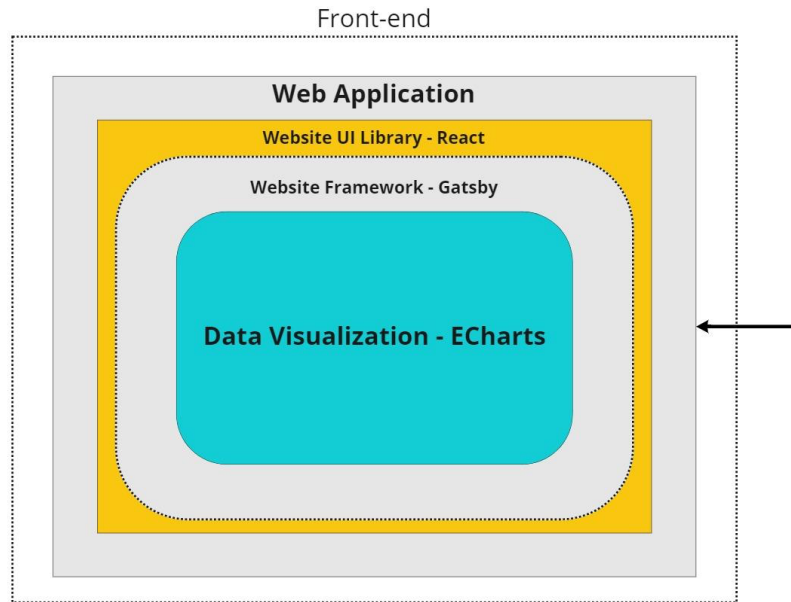 Front-end
Web Application
Website UI Library - React
Website Framework - Gatsby
Data Visualization - ECharts